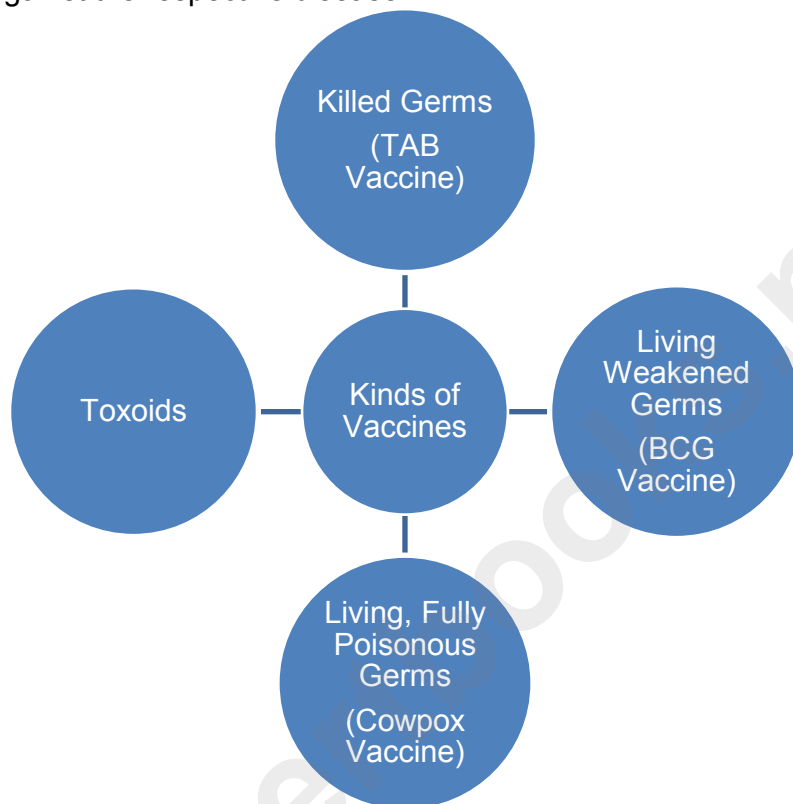 Killed Germs
(TAB
Vaccine)
Toxoids
Kinds of
Vaccines
Living
Weakened
Germs
(BCG
Vaccine)
Living, Fully
Poisonous
Germs
(Cowpox
Vaccine)